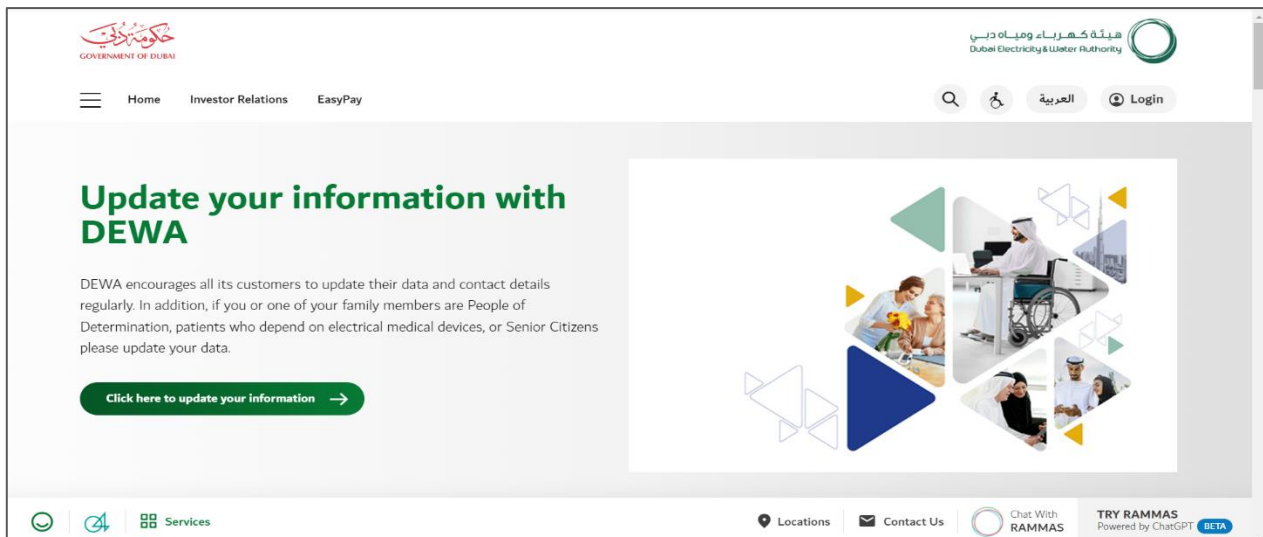 حكومة دبي
GOVERNMENT OF DUBAI
هيئة كهرباء ومياه دبي
Dubai Electricity & Water Authority
Home
Investor Relations
EasyPay
العربية
Login
Update your information with
DEWA
DEWA encourages all its customers to update their data and contact details
regularly. In addition, if you or one of your family members are People of
Determination, patients who depend on electrical medical devices, or Senior Citizens
please update your data.
Click here to update your information
Services
Locations
Contact Us
Chat With
RAMMAS
TRY RAMMAS
Powered by ChatGPT BETA